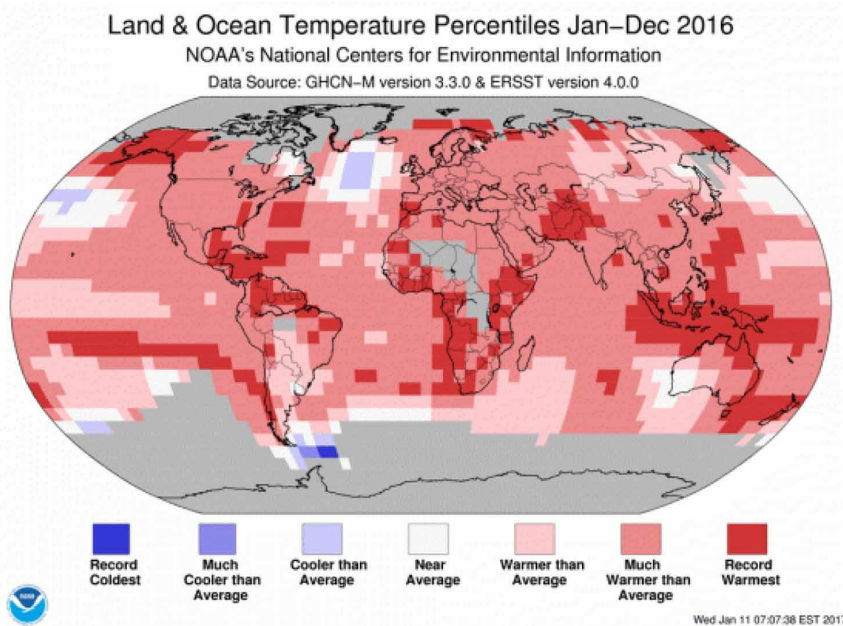 Land & Ocean Temperature Percentiles Jan–Dec 2016
NOAA's National Centers for Environmental Information
Data Source: GHCN–M version 3.3.0 & ERSST version 4.0.0
Record
Coldest
Much
Cooler than
Average
Cooler than
Average
Near
Average
Warmer than
Average
Much
Warmer than
Average
Record
Warmest
NOAA
Wed Jan 11 07:07:38 EST 2017